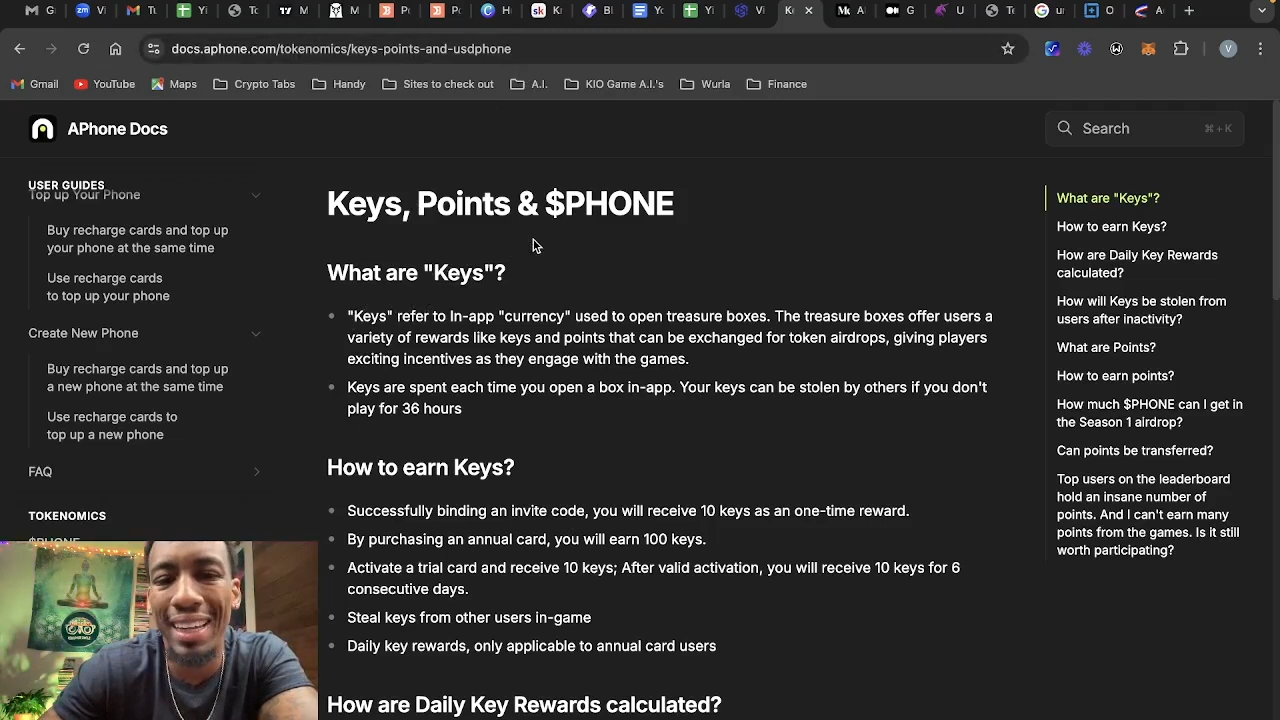 docs.aphone.com/tokenomics/keys-points-and-usdphone
V
Gmail
YouTube
Maps
Crypto Tabs
Handy
Sites to check out
A.I.
KIO Game A.I.'s
Wurla
Finance
APhone Docs
Search
⌘ + K
USER GUIDES
Top up Your Phone
Buy recharge cards and top up
your phone at the same time
Use recharge cards
to top up your phone
Create New Phone
Buy recharge cards and top up
a new phone at the same time
Use recharge cards to
top up a new phone
FAQ
TOKENOMICS
$PHONE
Keys, Points & $PHONE
What are "Keys"?
"Keys" refer to In-app "currency" used to open treasure boxes. The treasure boxes offer users a
variety of rewards like keys and points that can be exchanged for token airdrops, giving players
exciting incentives as they engage with the games.
Keys are spent each time you open a box in-app. Your keys can be stolen by others if you don't
play for 36 hours
How to earn Keys?
Successfully binding an invite code, you will receive 10 keys as an one-time reward.
By purchasing an annual card, you will earn 100 keys.
Activate a trial card and receive 10 keys; After valid activation, you will receive 10 keys for 6
consecutive days.
Steal keys from other users in-game
Daily key rewards, only applicable to annual card users
How are Daily Key Rewards calculated?
What are "Keys"?
How to earn Keys?
How are Daily Key Rewards
calculated?
How will Keys be stolen from
users after inactivity?
What are Points?
How to earn points?
How much $PHONE can I get in
the Season 1 airdrop?
Can points be transferred?
Top users on the leaderboard
hold an insane number of
points. And I can't earn many
points from the games. Is it still
worth participating?